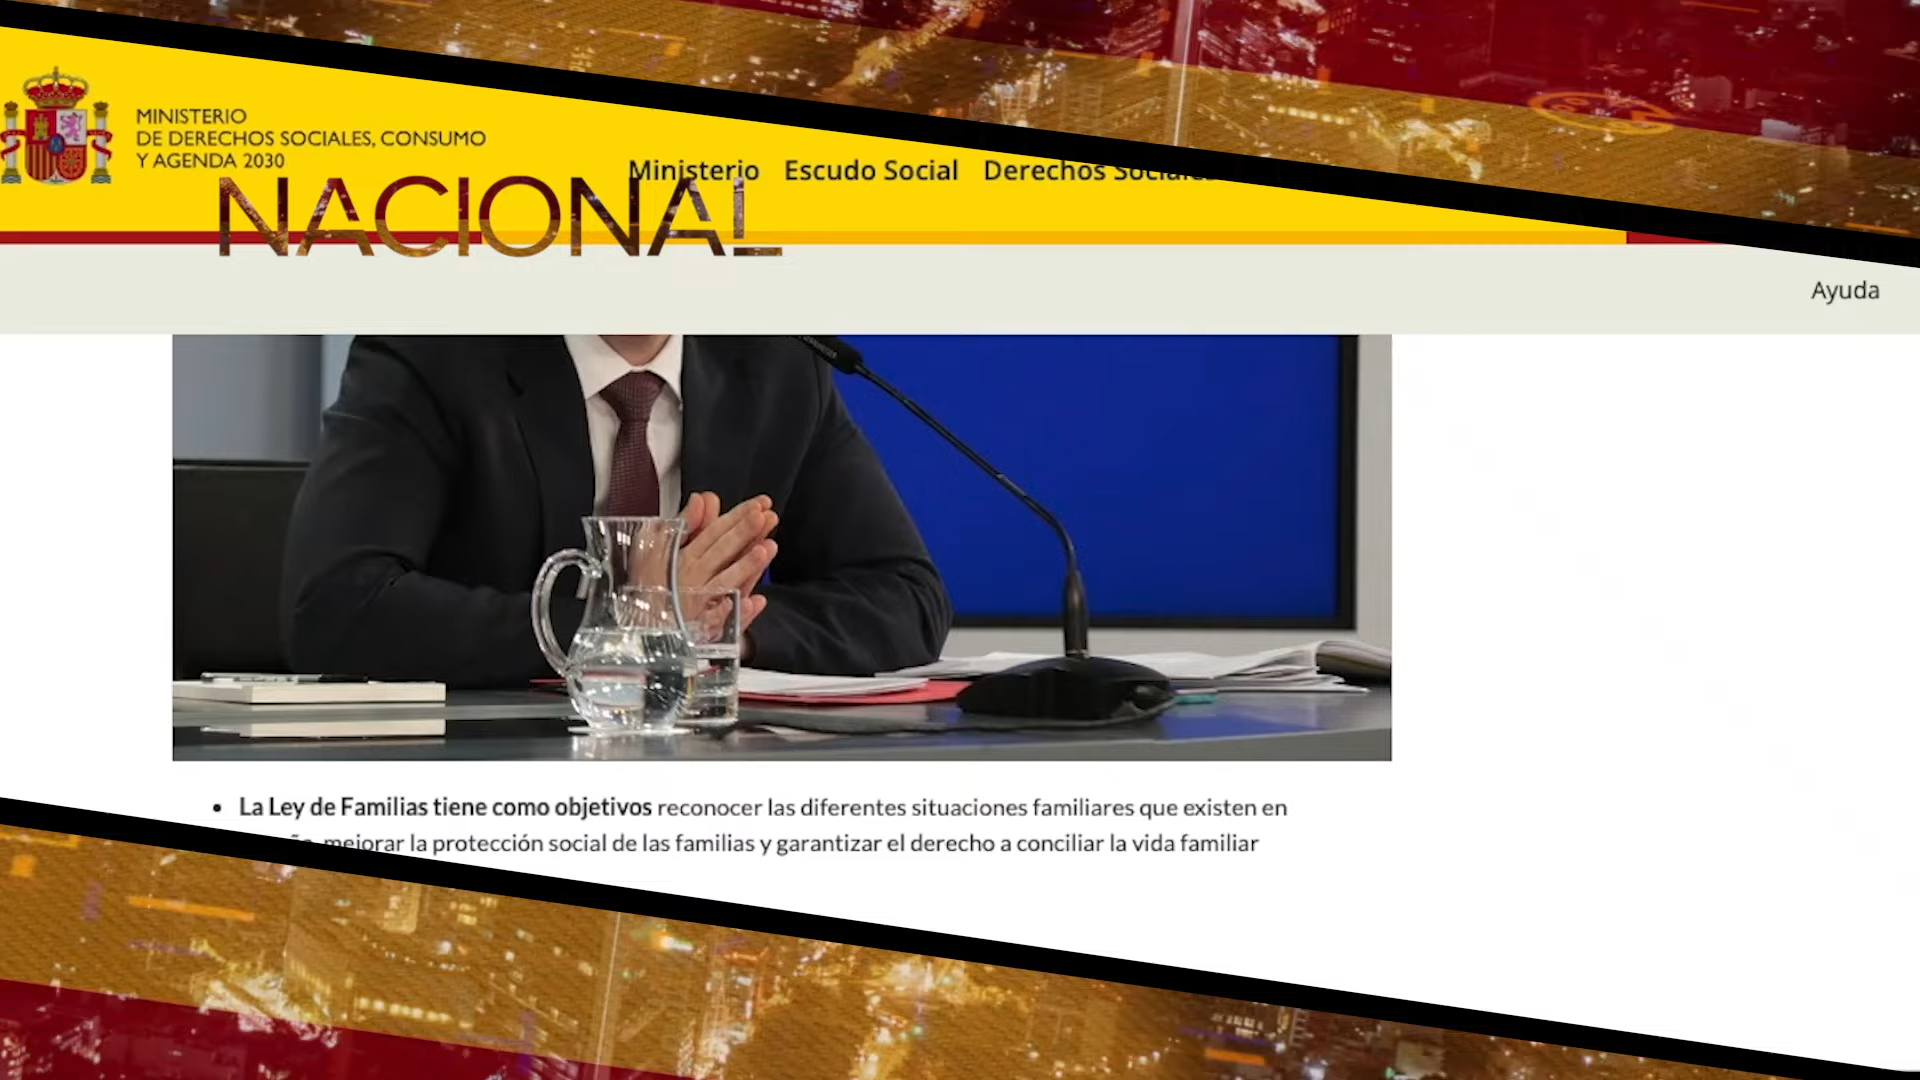 MINISTERIO
DE DERECHOS SOCIALES, CONSUMO
Y AGENDA 2030
Ministerio Escudo Social Derechos Sociales
NACIONAL
Ayuda
• La Ley de Familias tiene como objetivos reconocer las diferentes situaciones familiares que existen en
mejorar la protección social de las familias y garantizar el derecho a conciliar la vida familiar